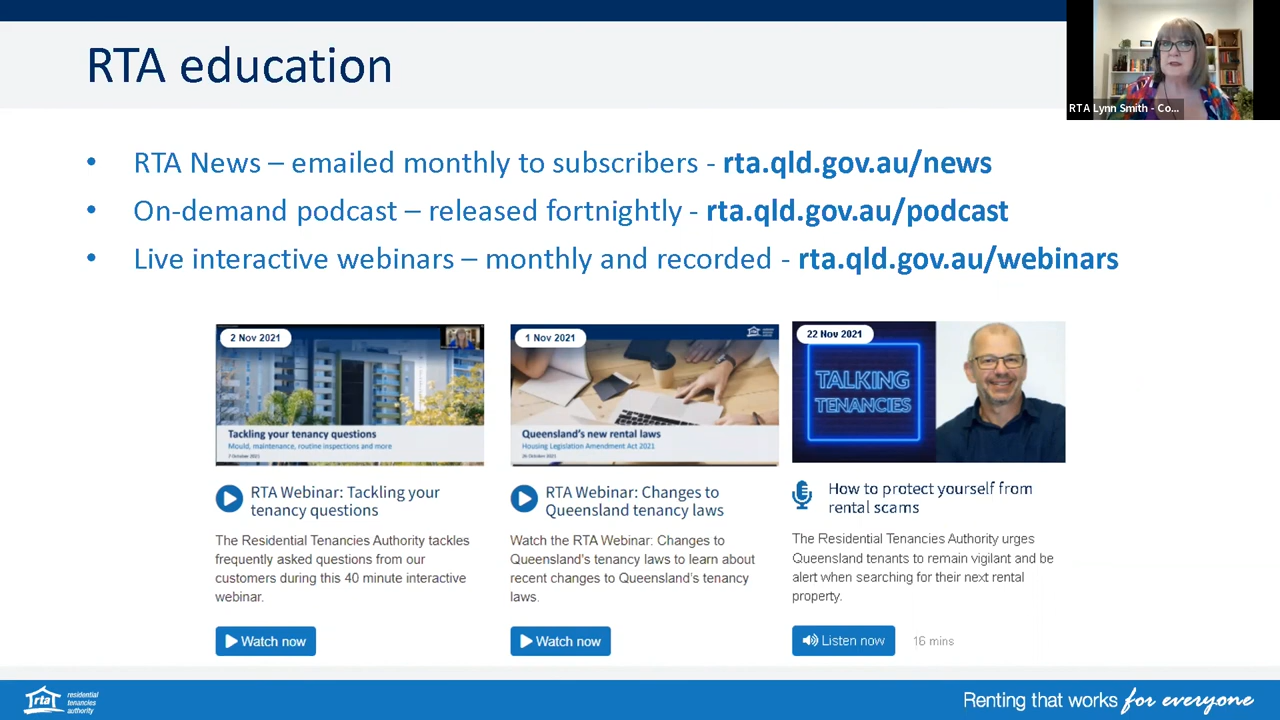 RTA education
RTA Lynn Smith - Co...
• RTA News – emailed monthly to subscribers - rta.qld.gov.au/news
• On-demand podcast – released fortnightly - rta.qld.gov.au/podcast
• Live interactive webinars – monthly and recorded - rta.qld.gov.au/webinars
2 Nov 2021
Tackling your tenancy questions
Mould, maintenance, routine inspections and more
7 October 2021
RTA Webinar: Tackling your
tenancy questions
The Residential Tenancies Authority tackles
frequently asked questions from our
customers during this 40 minute interactive
webinar.
Watch now
1 Nov 2021
Queensland's new rental laws
Housing Legislation Amendment Act 2021
26 October 2021
RTA Webinar: Changes to
Queensland tenancy laws
Watch the RTA Webinar: Changes to
Queensland's tenancy laws to learn about
recent changes to Queensland's tenancy
laws.
Watch now
22 Nov 2021
TALKING
TENANCIES
How to protect yourself from
rental scams
The Residential Tenancies Authority urges
Queensland tenants to remain vigilant and be
alert when searching for their next rental
property.
Listen now
16 mins
rta
residential
tenancies
authority
Renting that works for everyone